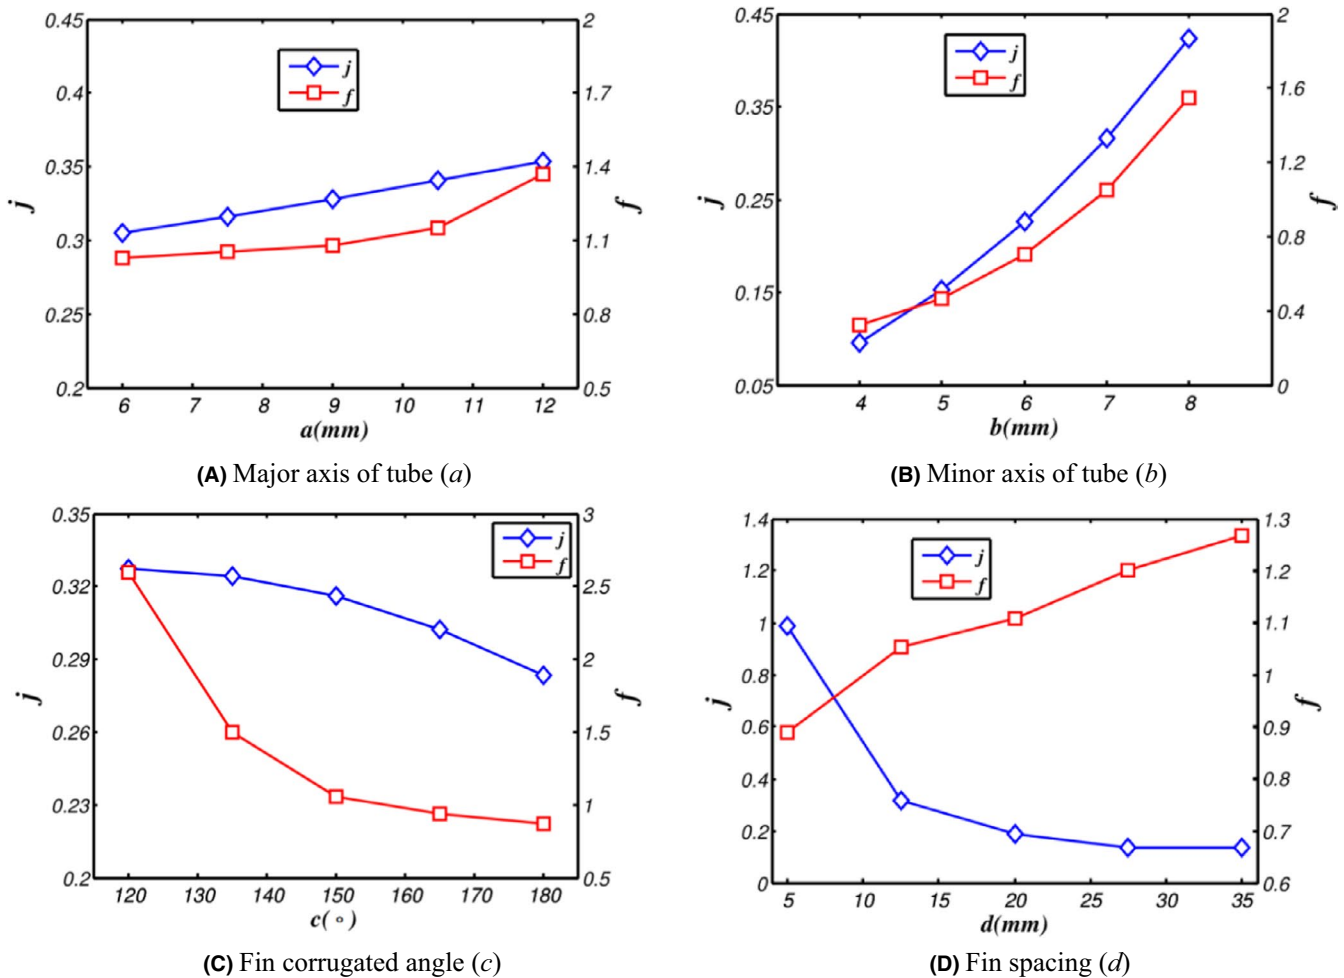 0.45
0.4
0.35
0.3
0.25
0.2
j
2
1.7
1.4
1.1
0.8
0.5
f
j
f
6 7 8 9 10 11 12
a(mm)
(A) Major axis of tube (a)
0.45
0.35
0.25
0.15
0.05
j
2
1.6
1.2
0.8
0.4
0
f
j
f
4 5 6 7 8
b(mm)
(B) Minor axis of tube (b)
0.35
0.32
0.29
0.26
0.23
0.2
j
3
2.5
2
1.5
1
0.5
f
j
f
120 130 140 150 160 170 180
c(°)
(C) Fin corrugated angle (c)
1.4
1.2
1
0.8
0.6
0.4
0.2
0
j
1.3
1.2
1.1
1
0.9
0.8
0.7
0.6
f
j
f
5 10 15 20 25 30 35
d(mm)
(D) Fin spacing (d)